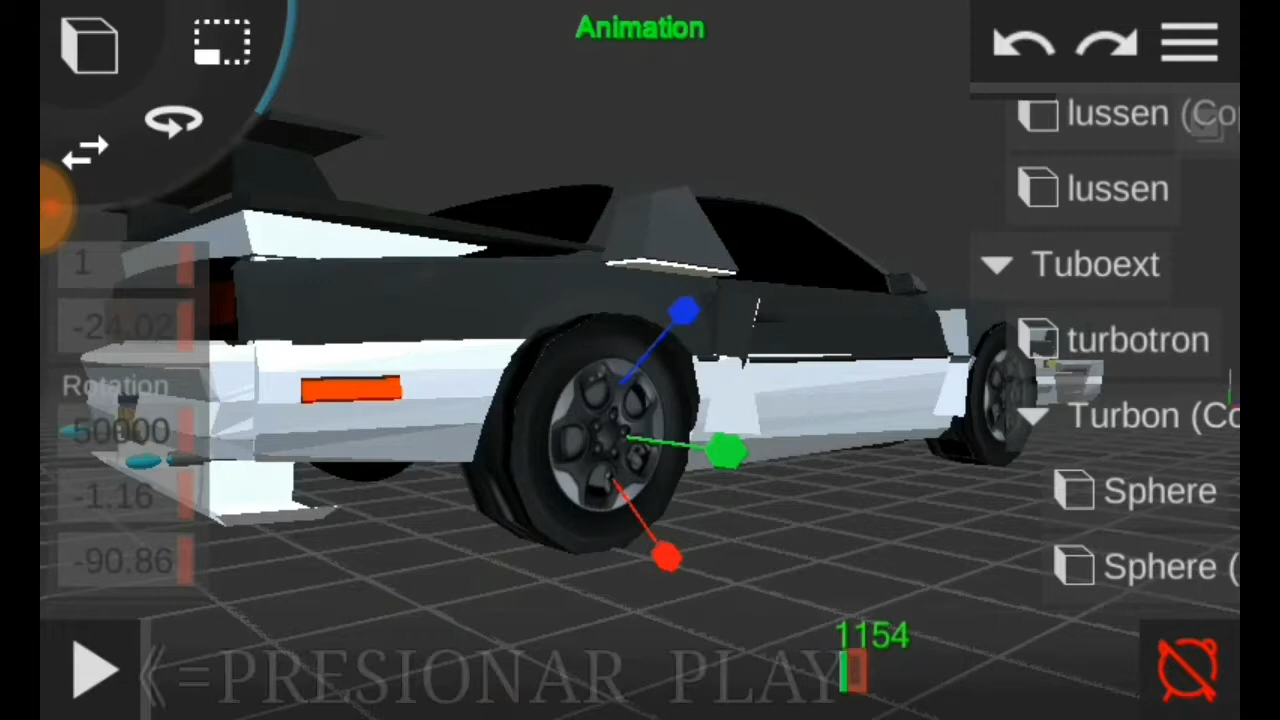 Animation
lussen (Co
lussen
1
Tuboext
-24.02
turbotron
Rotation
Turbon (Co
50000
Sphere
-1.16
-90.86
Sphere (
1154
《=PRESIONAR PLAY